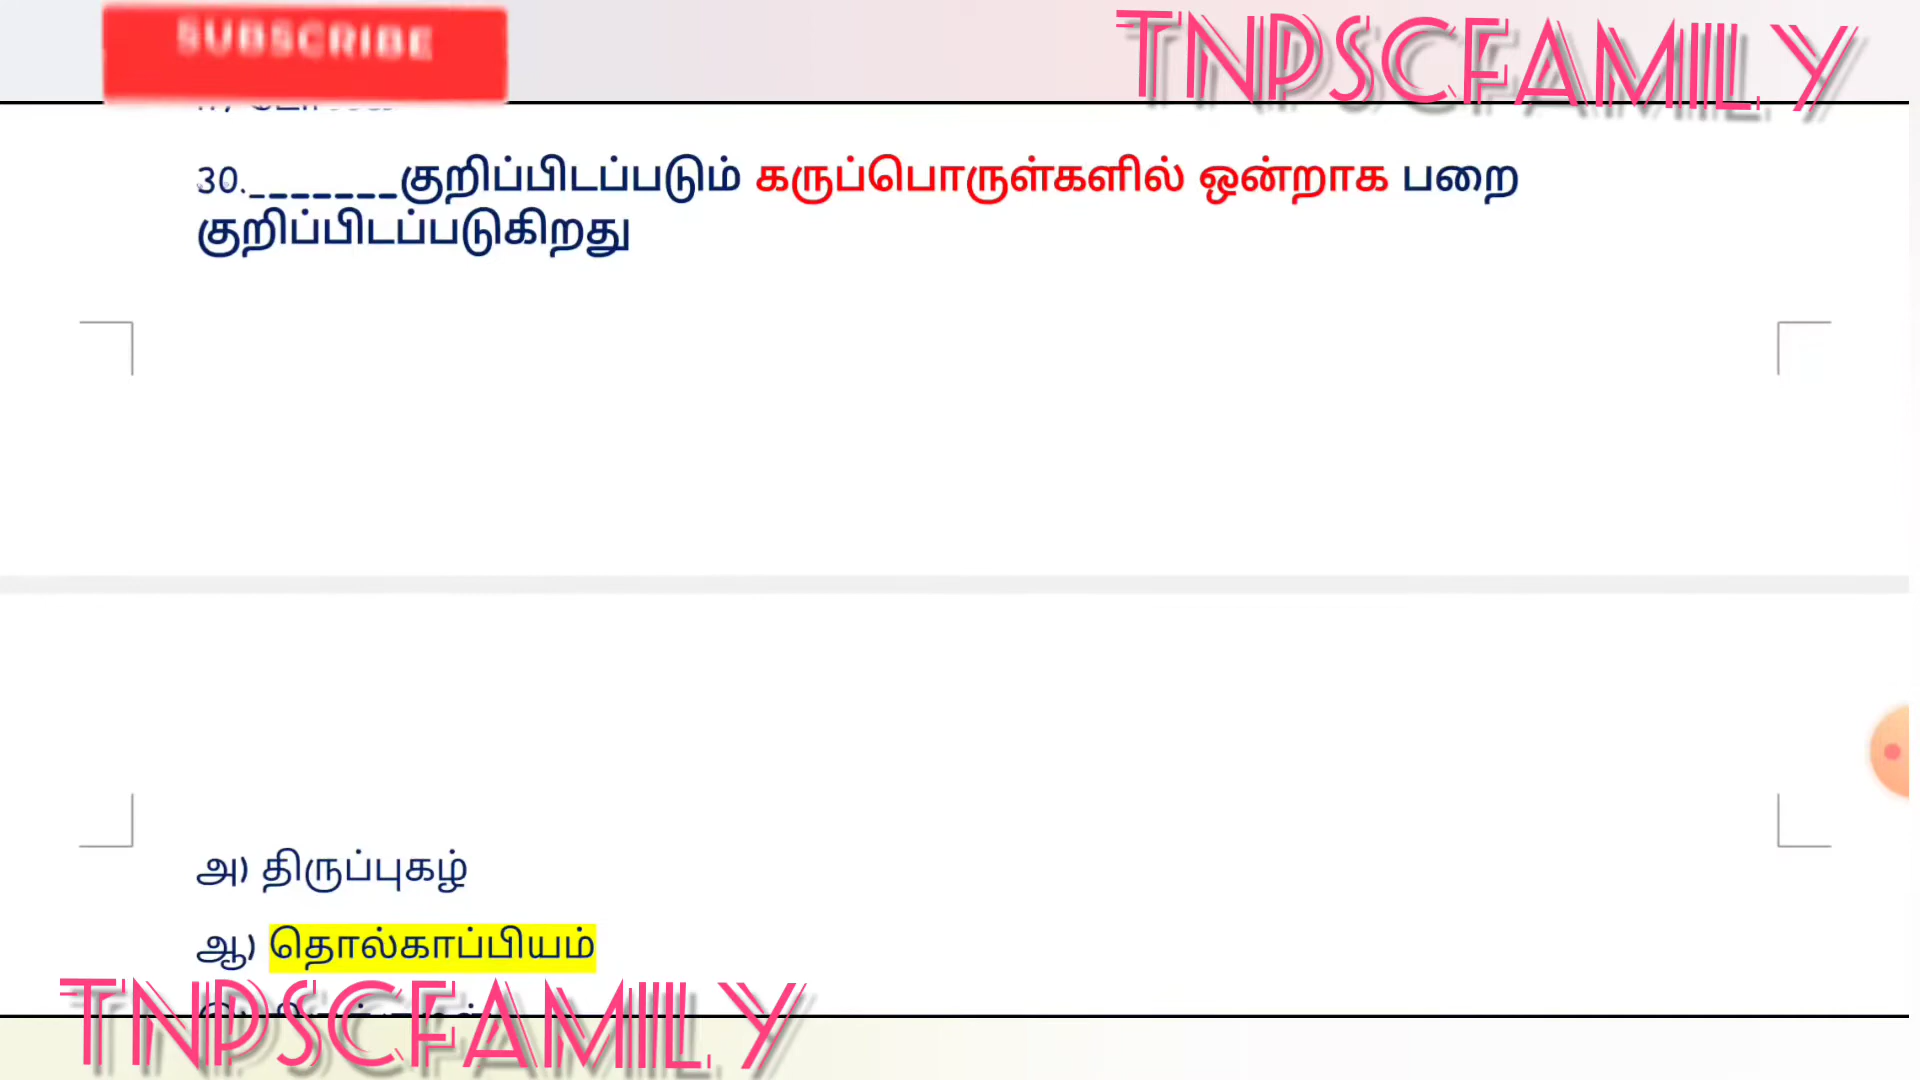 SUBSCRIBE
TNPSCFAMILY
30._______குறிப்பிடப்படும் கருப்பொருள்களில் ஒன்றாக பறை
குறிப்பிடப்படுகிறது
அ) திருப்புகழ்
ஆ) தொல்காப்பியம்
TNPSCFAMILY